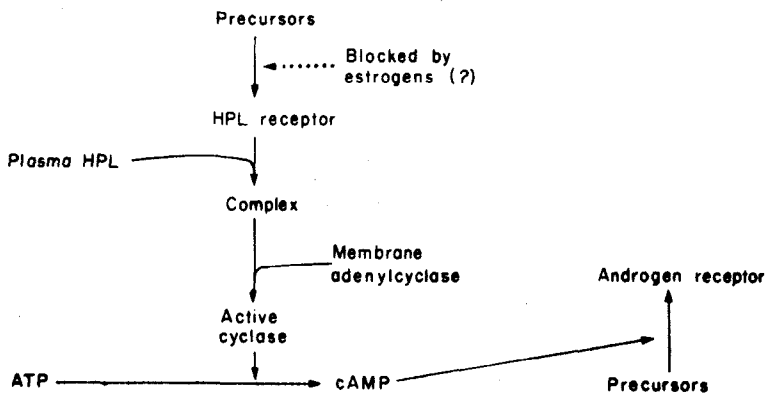 Precursors
Blocked by
estrogens (?)
HPL receptor
Plasma HPL
Complex
Membrane
adenylcyclase
Androgen receptor
Active
cyclase
ATP
cAMP
Precursors